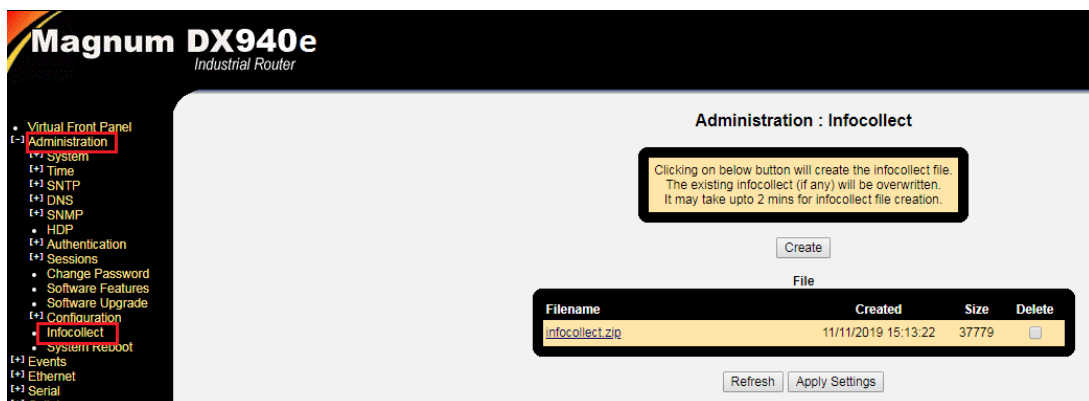 Magnum DX940e
Industrial Router
Virtual Front Panel
[-] Administration
[+] System
[+] Time
[+] SNTP
[+] DNS
[+] SNMP
HDP
[+] Authentication
[+] Sessions
Change Password
Software Features
Software Upgrade
[+] Configuration
Infocollect
System Reboot
[+] Events
[+] Ethernet
[+] Serial
Administration : Infocollect
Clicking on below button will create the infocollect file.
The existing infocollect (if any) will be overwritten.
It may take upto 2 mins for infocollect file creation.
Create
File
Filename Created Size Delete
infocollect.zip 11/11/2019 15:13:22 37779
Refresh Apply Settings